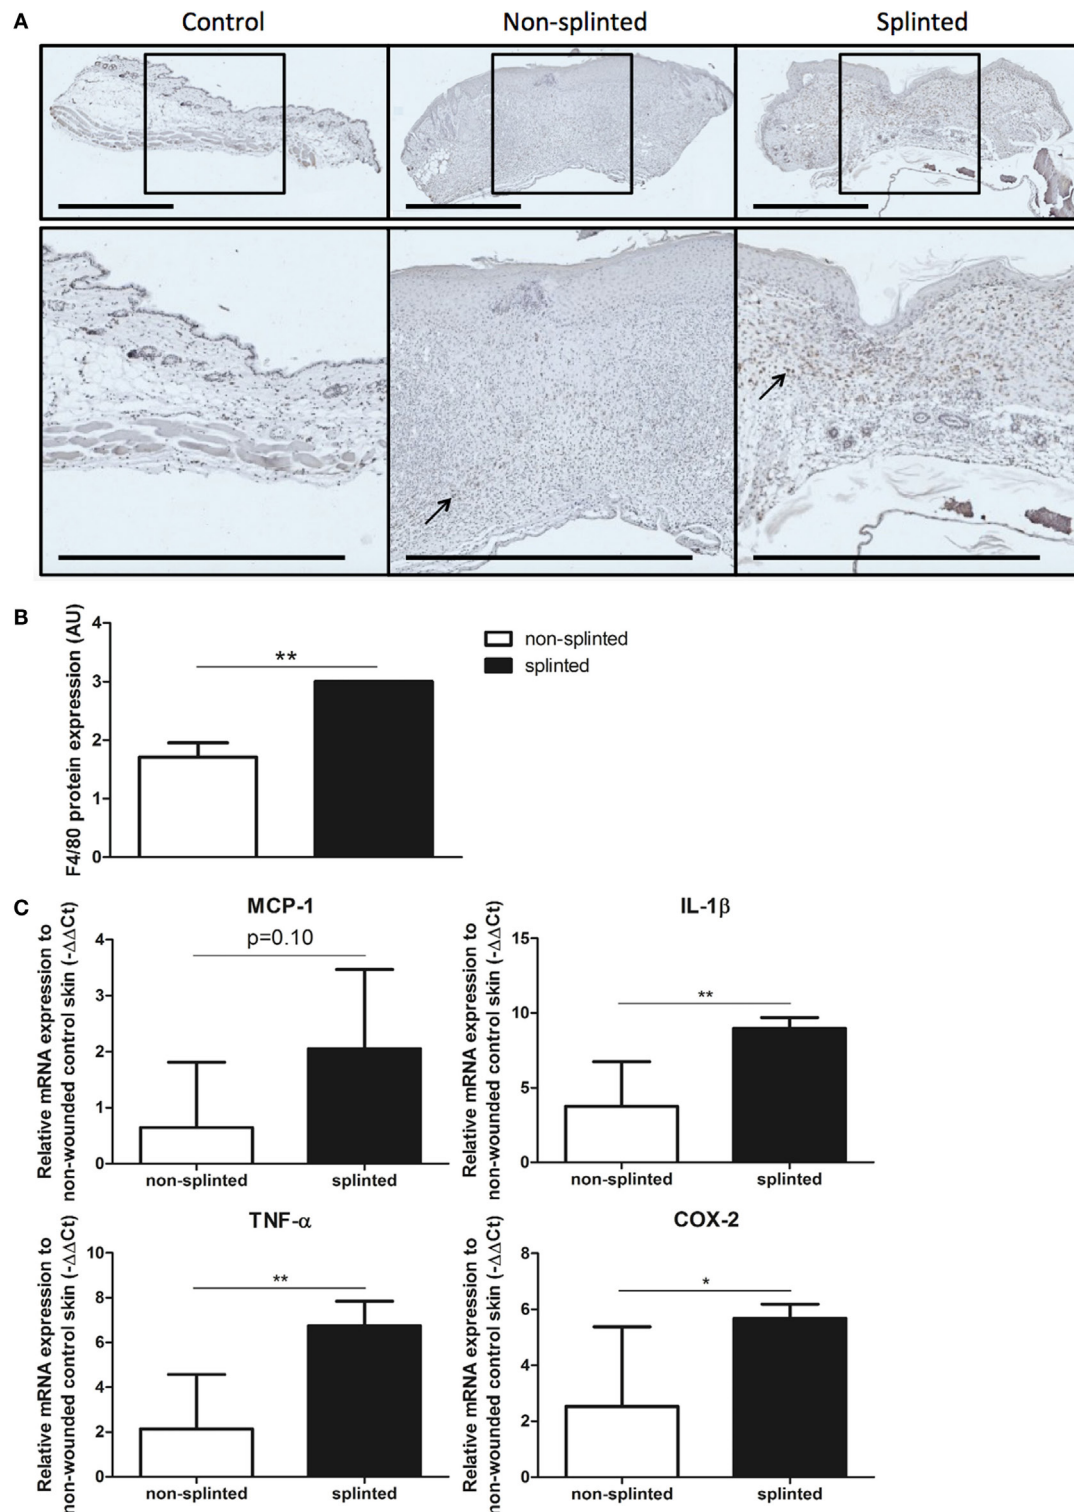 A
Control
Non-splinted
Splinted
B
F4/80 protein expression (AU)
4
3
2
1
0
**
non-splinted
splinted
C
MCP-1
Relative mRNA expression to
non-wounded control skin (-ΔΔCt)
4
3
2
1
0
p=0.10
non-splinted
splinted
IL-1β
Relative mRNA expression to
non-wounded control skin (-ΔΔCt)
15
10
5
0
**
non-splinted
splinted
TNF-α
Relative mRNA expression to
non-wounded control skin (-ΔΔCt)
10
8
6
4
2
0
**
non-splinted
splinted
COX-2
Relative mRNA expression to
non-wounded control skin (-ΔΔCt)
8
6
4
2
0
*
non-splinted
splinted